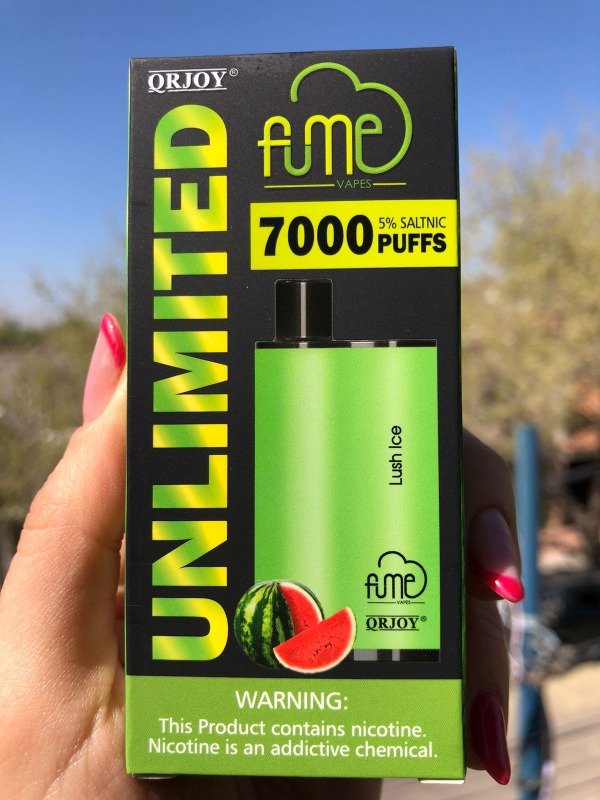 QRJOY®
UNLIMITED
fume
VAPES
7000 5% SALTNIC
PUFFS
Lush Ice
fume
VAPES
QRJOY®
WARNING:
This Product contains nicotine.
Nicotine is an addictive chemical.